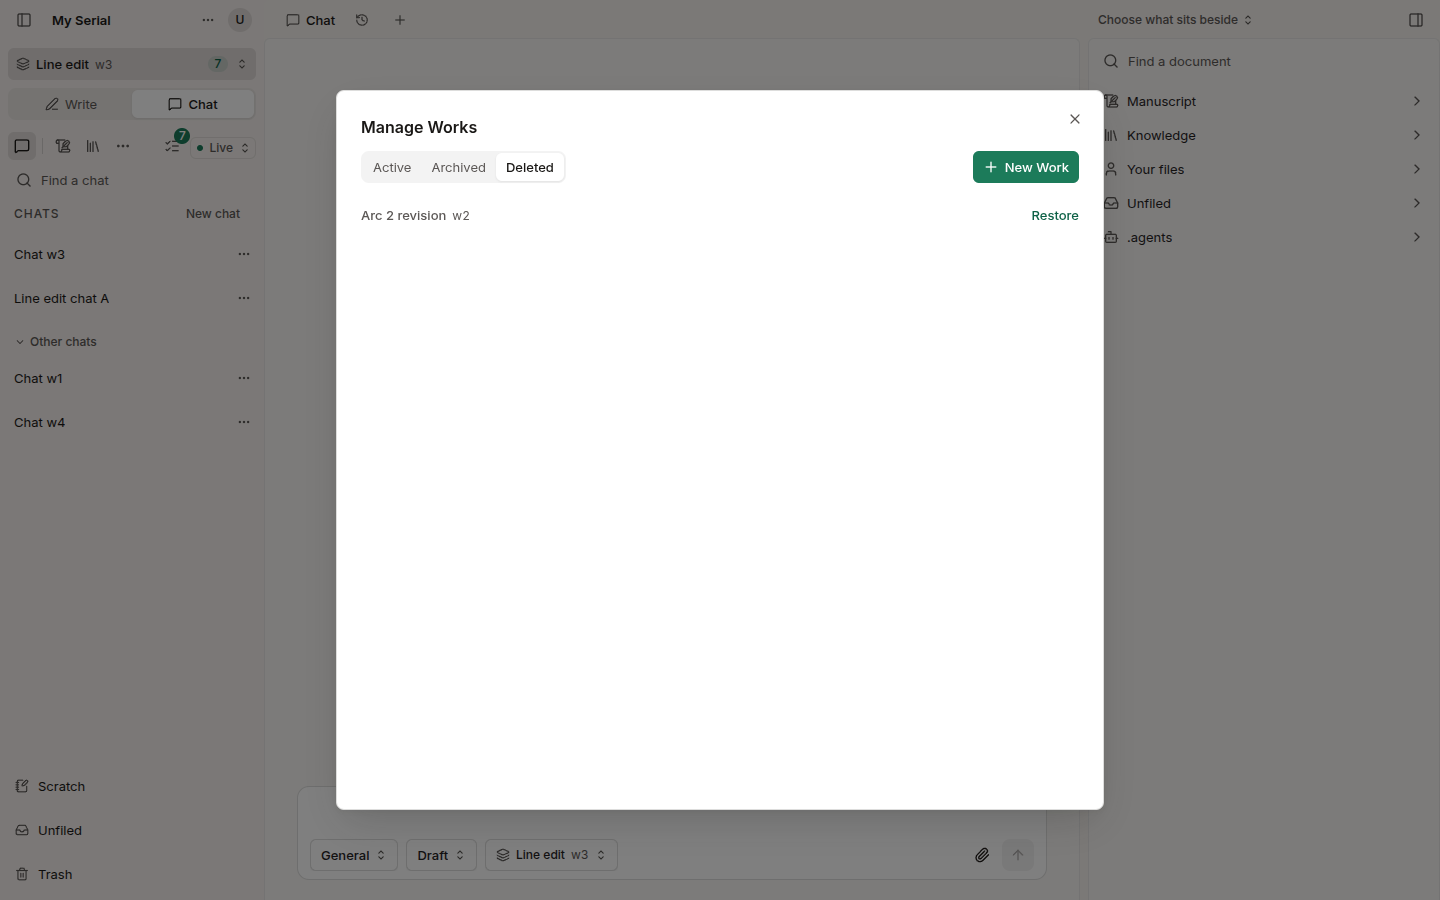 My Serial
U
Line edit w3
7
Write
Chat
7
Live
Find a chat
CHATS
New chat
Chat w3
Line edit chat A
Other chats
Chat w1
Chat w4
Scratch
Unfiled
Trash
Chat
Manage Works
Active
Archived
Deleted
New Work
Arc 2 revision w2
Restore
General
Draft
Line edit w3
Choose what sits beside
Find a document
Manuscript
Knowledge
Your files
Unfiled
.agents